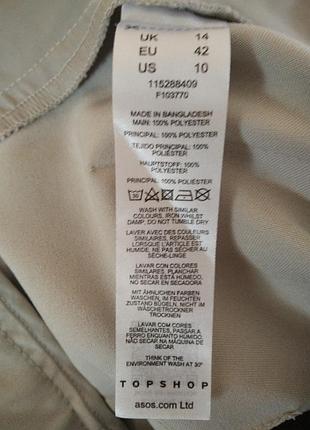 UK 14
EU 42
US 10
115288409
F103770
MADE IN BANGLADESH
MAIN: 100% POLYESTER
PRINCIPAL: 100% POLYESTER
TEJIDO PRINCIPAL: 100%
POLIÉSTER
HAUPTSTOFF: 100%
POLYESTER
PRINCIPAL: 100% POLIÉSTER
30
WASH WITH SIMILAR
COLOURS, IRON WHILST
DAMP, DO NOT TUMBLE DRY
LAVER AVEC DES COULEURS
SIMILAIRES, REPASSER
LORSQUE L'ARTICLE EST
HUMIDE, NE PAS SÉCHER AU
SÈCHE-LINGE
LAVAR CON COLORES
SIMILARES. PLANCHAR
MIENTRAS ESTÁ HÚMEDO,
NO SECAR EN SECADORA
MIT ÄHNLICHEN FARBEN
WASCHEN, IM FEUCHTEN
ZUSTAND BÜGELN, NICHT IM
WÄSCHETROCKNER
TROCKNEN
LAVAR COM CORES
SEMELHANTES, PASSAR A
FERRO ENQUANTO HÚMIDO,
NÃO SECAR NA MÁQUINA DE
SECAR
THINK OF THE
ENVIRONMENT WASH AT 30°
TOPSHOP
asos.com Ltd